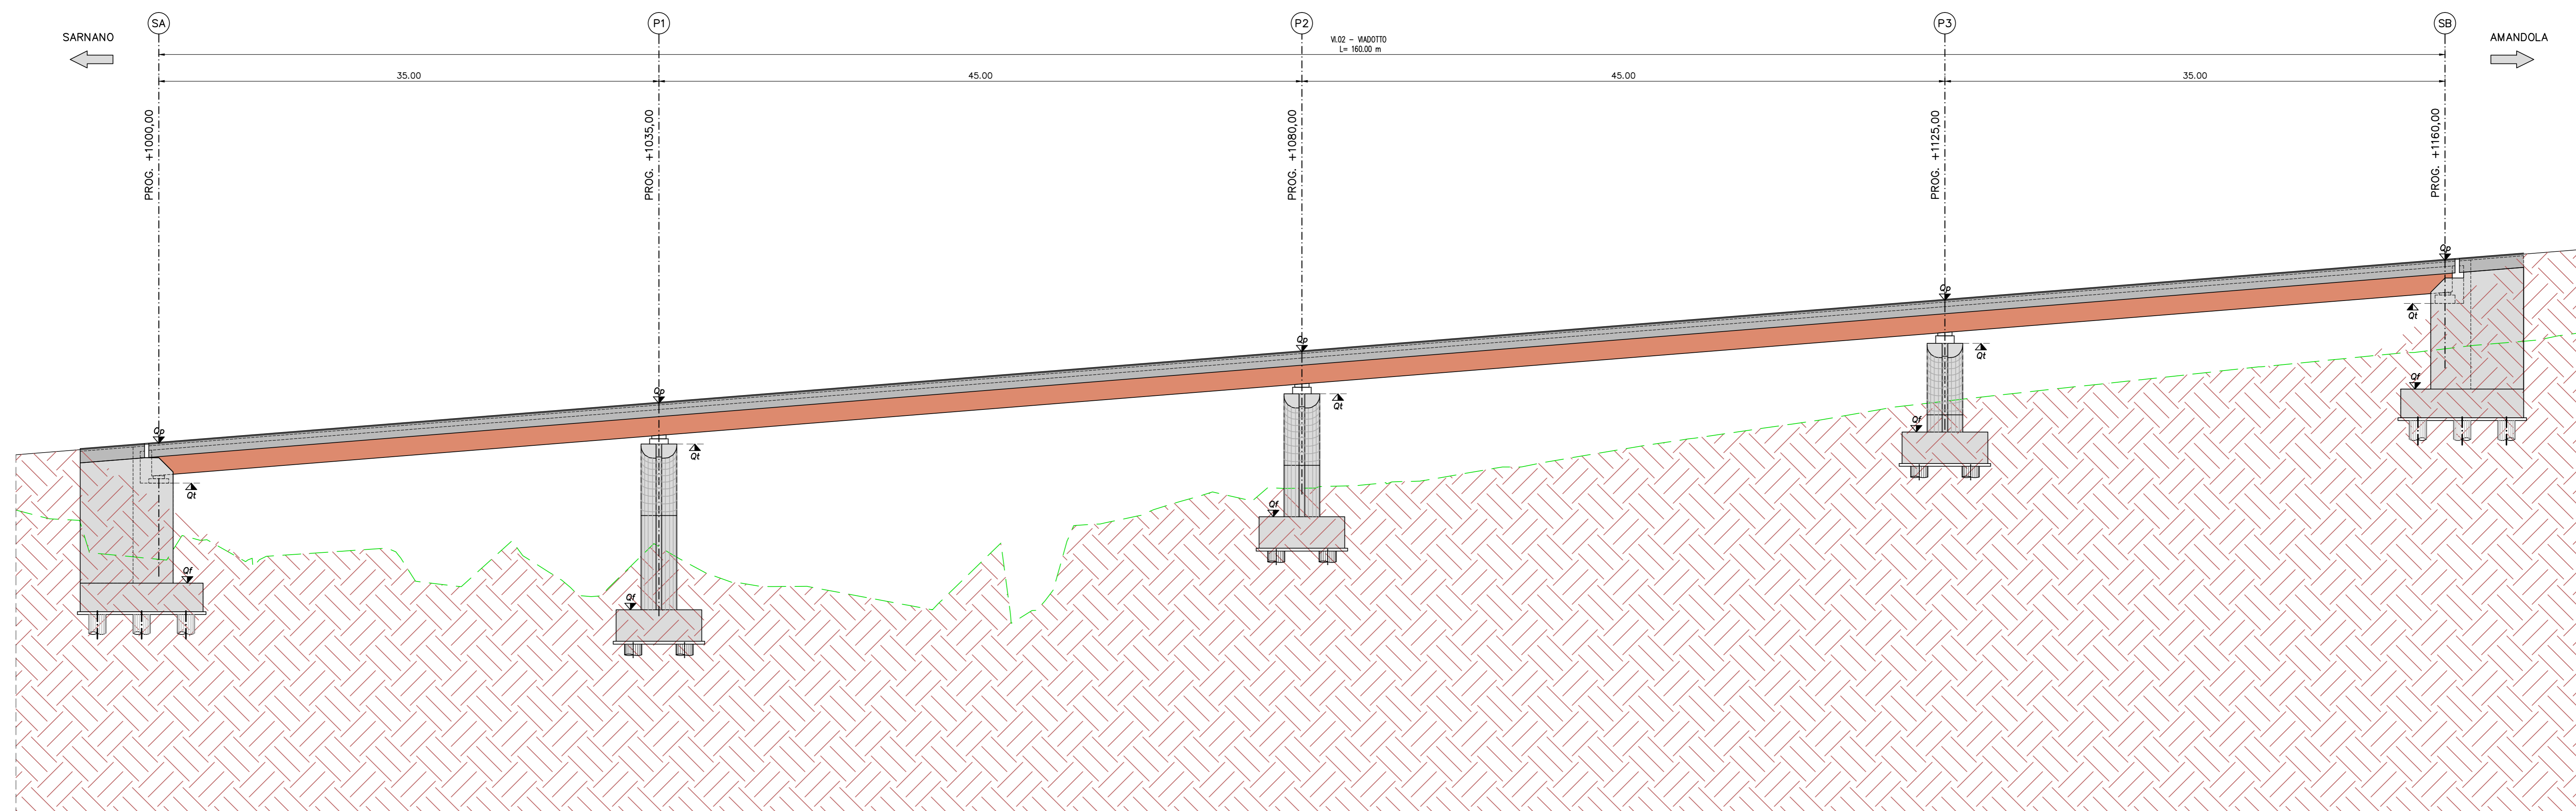 SA
P1
P2
P3
SB
SARNANO
AMANDOLA
VI.02 - VIADOTTO
L= 160.00 m
35.00
45.00
45.00
35.00
PROG. +1000,00
PROG. +1035,00
PROG. +1080,00
PROG. +1125,00
PROG. +1160,00
Qp
Qp
Qp
Qp
Qp
Qt
Qt
Qt
Qt
Qt
Qf
Qf
Qf
Qf
Qf